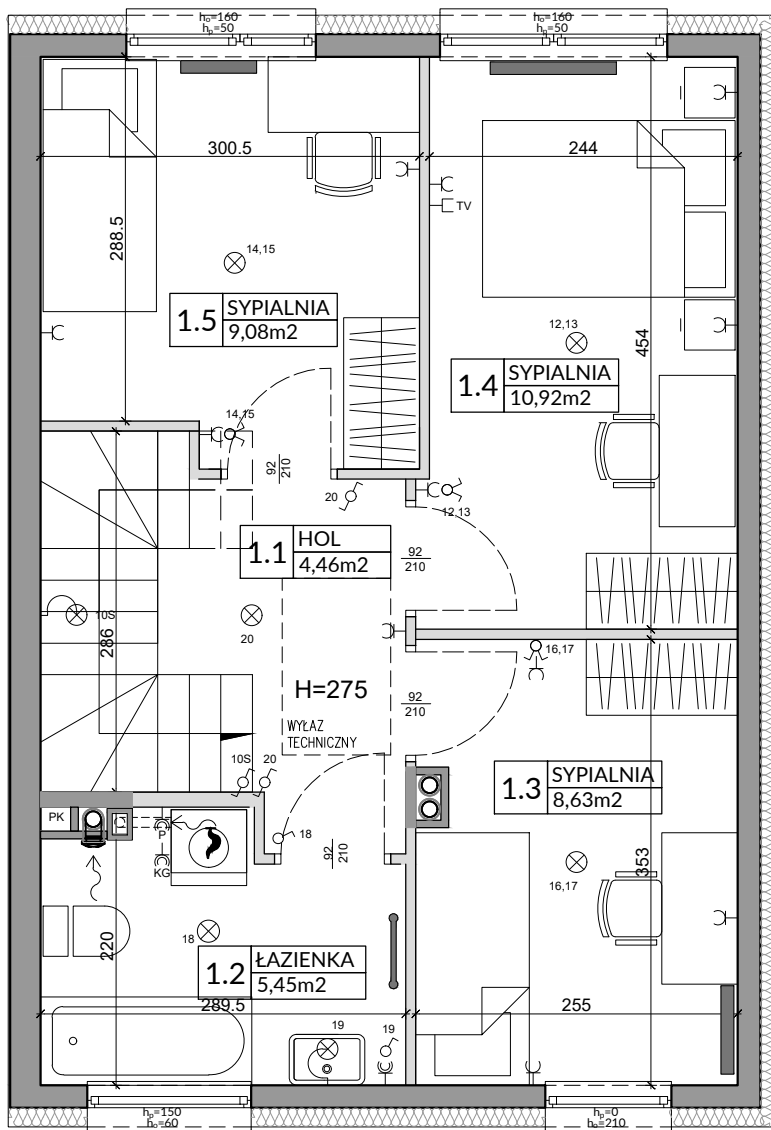 hₒ=160
hₚ=50
hₒ=160
hₚ=50
300.5
244
TV
288.5
14,15
1.5
SYPIALNIA
9,08m2
12,13
454
1.4
SYPIALNIA
10,92m2
14,15
92
210
20
12,13
1.1
HOL
4,46m2
92
210
10S
20
286
16,17
H=275
92
210
WYŁAZ
TECHNICZNY
10S
20
1.3
SYPIALNIA
8,63m2
PK
P
18
KG
92
210
353
16,17
18
220
1.2
ŁAZIENKA
5,45m2
289.5
255
19
19
hₚ=150
hₒ=60
hₚ=0
hₒ=210